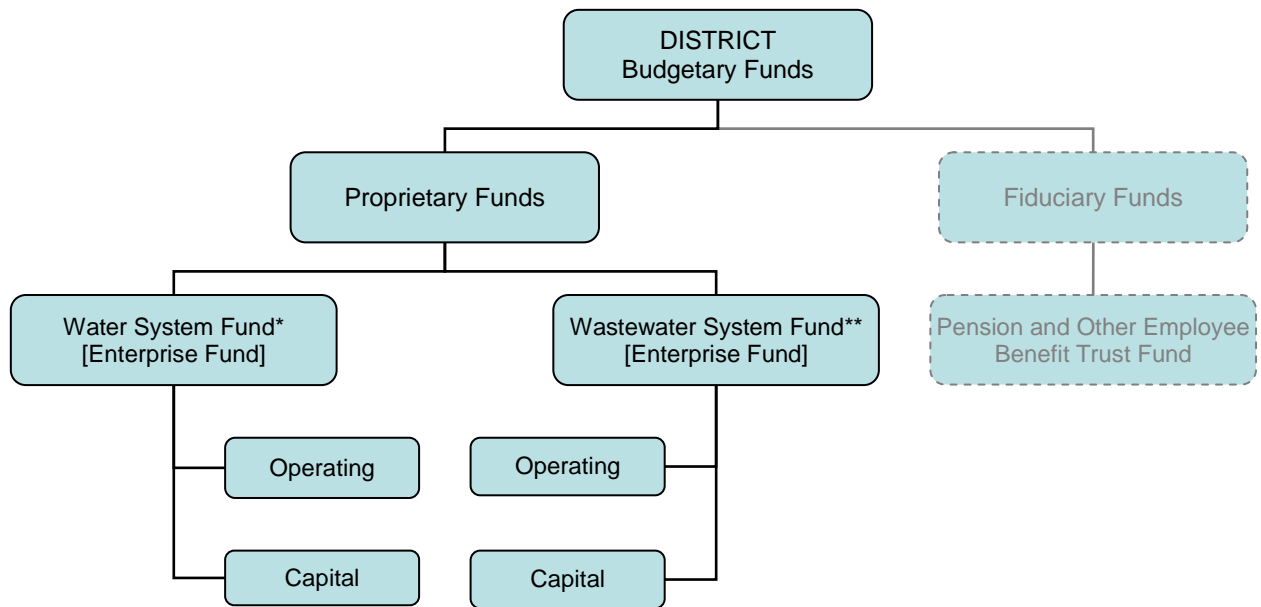 DISTRICT
Budgetary Funds
Proprietary Funds
Fiduciary Funds
Water System Fund*
[Enterprise Fund]
Wastewater System Fund**
[Enterprise Fund]
Pension and Other Employee
Benefit Trust Fund
Operating
Operating
Capital
Capital